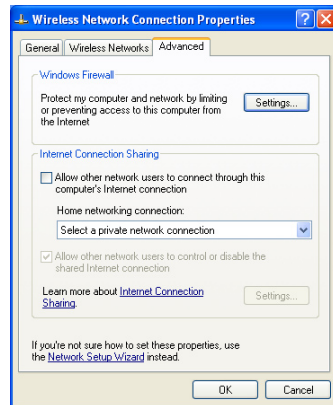 Wireless Network Connection Properties
General Wireless Networks Advanced
Windows Firewall
Protect my computer and network by limiting
or preventing access to this computer from
the Internet
Settings...
Internet Connection Sharing
Allow other network users to connect through this
computer's Internet connection
Home networking connection:
Select a private network connection
Allow other network users to control or disable the
shared Internet connection
Learn more about Internet Connection
Sharing.
Settings...
If you're not sure how to set these properties, use
the Network Setup Wizard instead.
OK Cancel